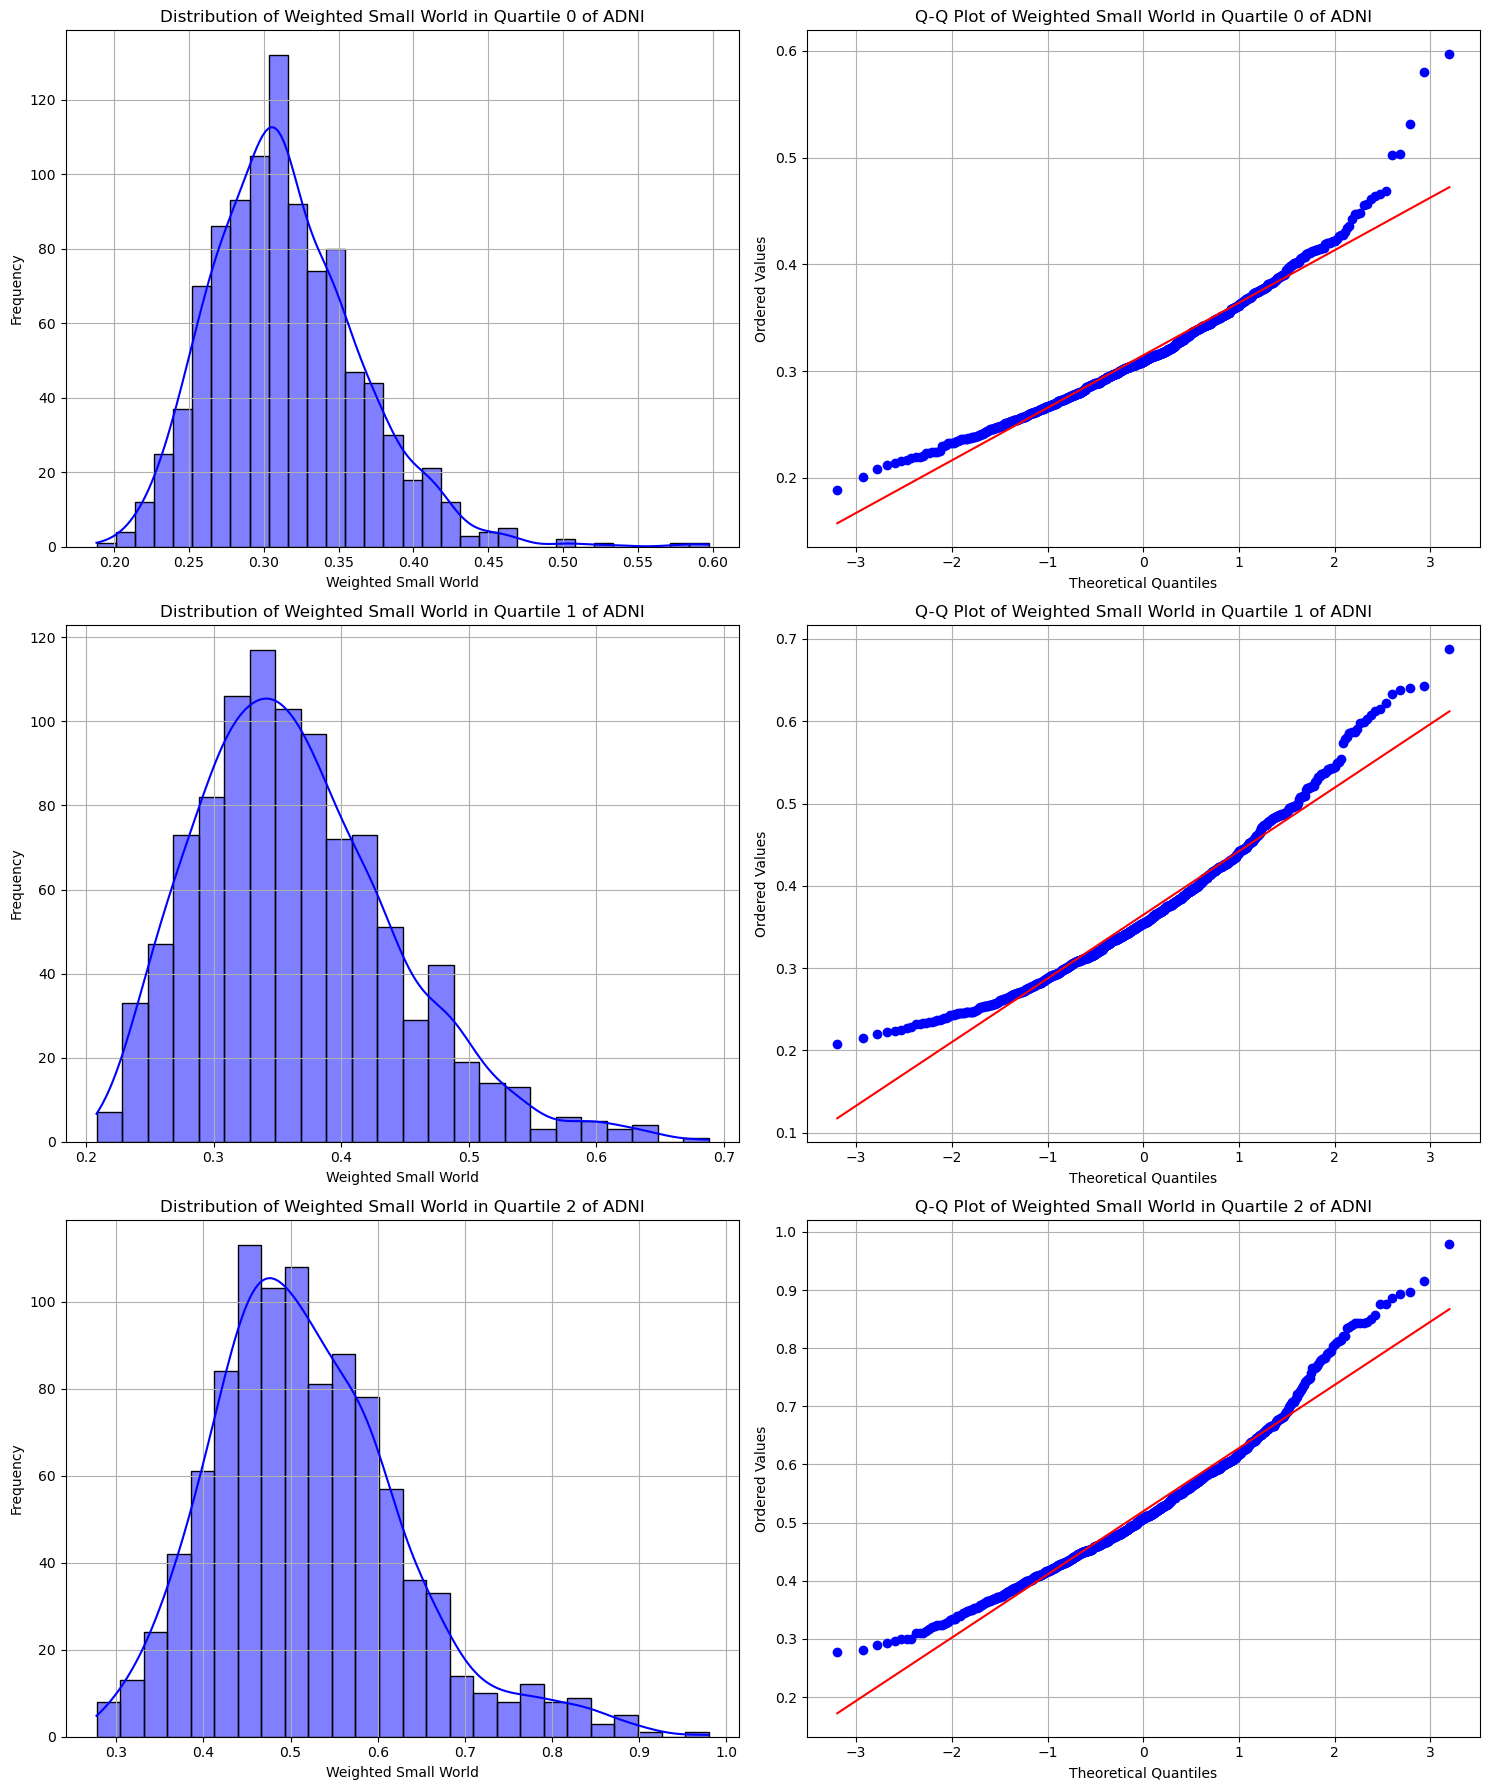 Distribution of Weighted Small World in Quartile 0 of ADNI
120
100
80
60
40
20
0
Frequency
0.20 0.25 0.30 0.35 0.40 0.45 0.50 0.55 0.60
Weighted Small World
Q-Q Plot of Weighted Small World in Quartile 0 of ADNI
0.6
0.5
0.4
0.3
0.2
Ordered Values
−3 −2 −1 0 1 2 3
Theoretical Quantiles
Distribution of Weighted Small World in Quartile 1 of ADNI
120
100
80
60
40
20
0
Frequency
0.2 0.3 0.4 0.5 0.6 0.7
Weighted Small World
Q-Q Plot of Weighted Small World in Quartile 1 of ADNI
0.7
0.6
0.5
0.4
0.3
0.2
0.1
Ordered Values
−3 −2 −1 0 1 2 3
Theoretical Quantiles
Distribution of Weighted Small World in Quartile 2 of ADNI
100
80
60
40
20
0
Frequency
0.3 0.4 0.5 0.6 0.7 0.8 0.9 1.0
Weighted Small World
Q-Q Plot of Weighted Small World in Quartile 2 of ADNI
1.0
0.9
0.8
0.7
0.6
0.5
0.4
0.3
0.2
Ordered Values
−3 −2 −1 0 1 2 3
Theoretical Quantiles